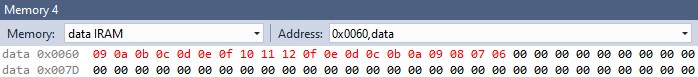 Memory 4
Memory: data IRAM Address: 0x0060,data
data 0x0060 09 0a 0b 0c 0d 0e 0f 10 11 12 0f 0e 0d 0c 0b 0a 09 08 07 06 00 00 00 00 00 00 00 00 00
data 0x007D 00 00 00 00 00 00 00 00 00 00 00 00 00 00 00 00 00 00 00 00 00 00 00 00 00 00 00 00 00